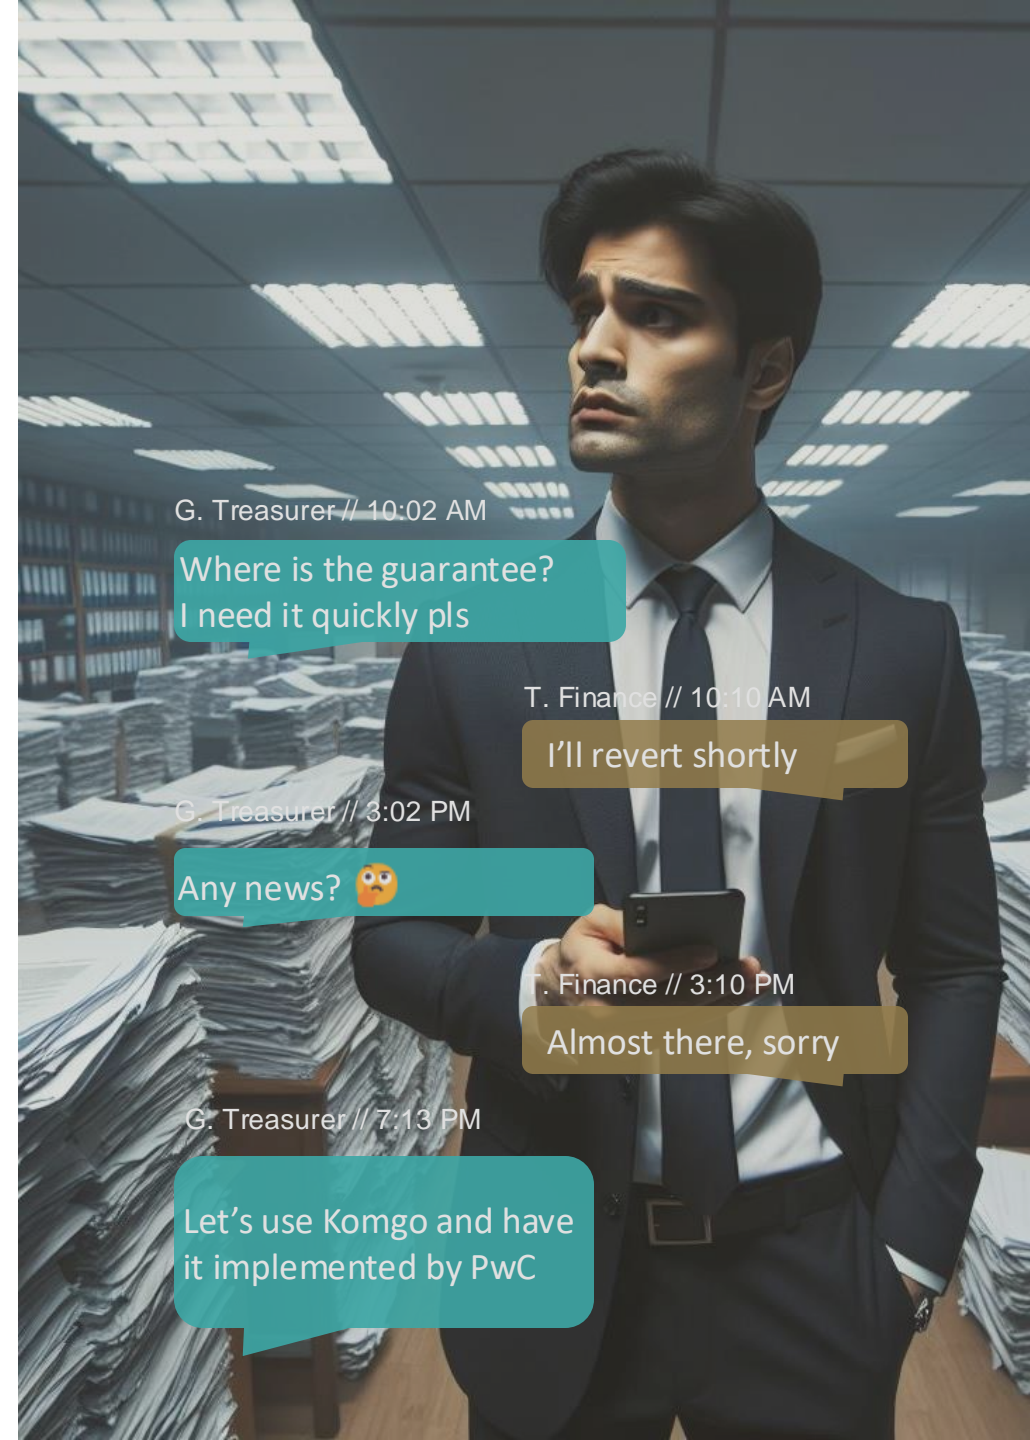 G. Treasurer // 10:02 AM
Where is the guarantee?
I need it quickly pls
T. Finance // 10:10 AM
I’ll revert shortly
G. Treasurer // 3:02 PM
Any news? 🤔
T. Finance // 3:10 PM
Almost there, sorry
G. Treasurer // 7:13 PM
Let’s use Komgo and have
it implemented by PwC